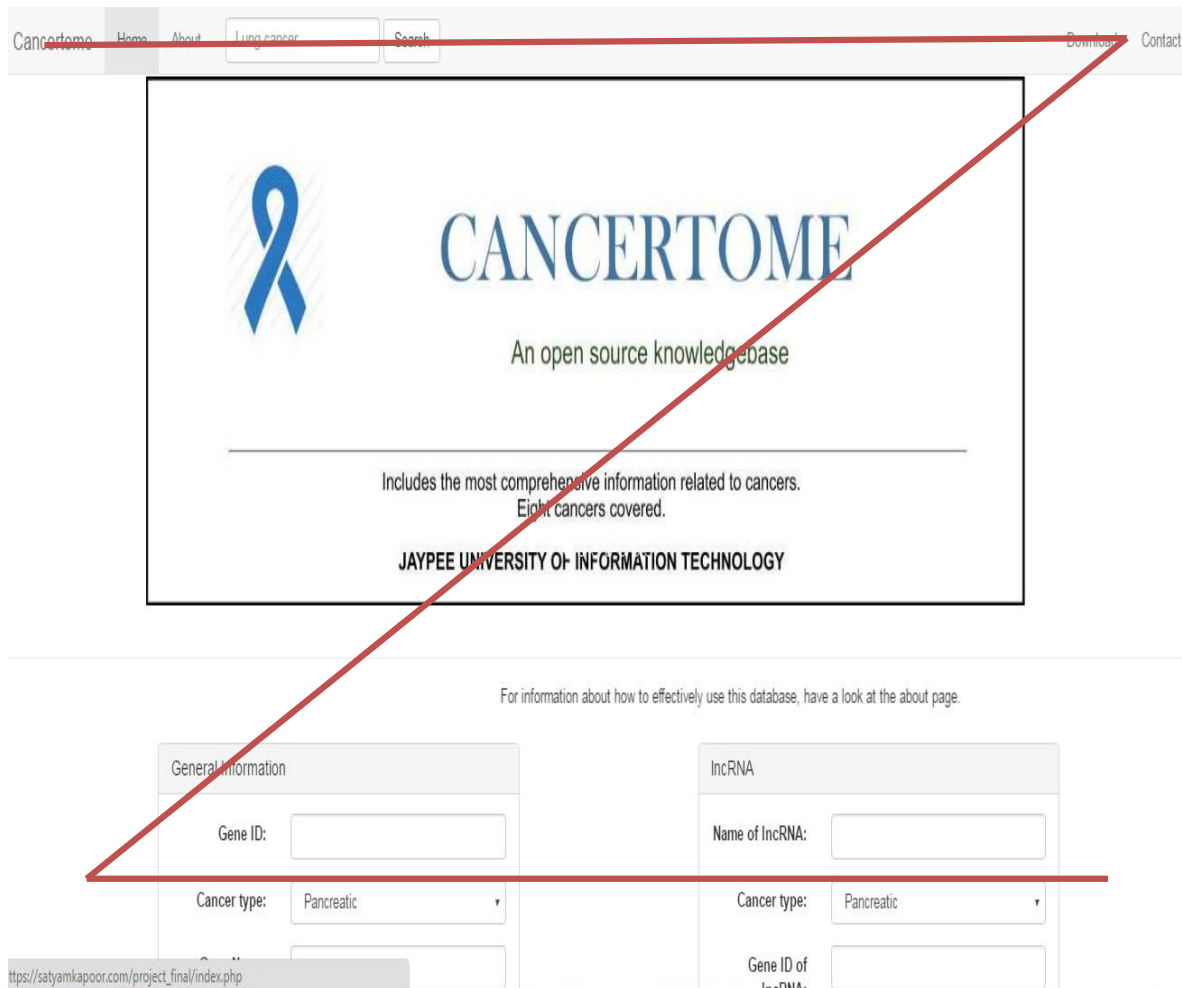 Cancertome Home About Lung cancer Search Downloads Contact
CANCERTOME
An open source knowledgebase
Includes the most comprehensive information related to cancers.
Eight cancers covered.
JAYPEE UNIVERSITY OF INFORMATION TECHNOLOGY
For information about how to effectively use this database, have a look at the about page.
General Information
lncRNA
Gene ID:
Name of lncRNA:
Cancer type: Pancreatic
Cancer type: Pancreatic
Gene ID of
lncRNA:
ttps://satyamkapoor.com/project_final/index.php